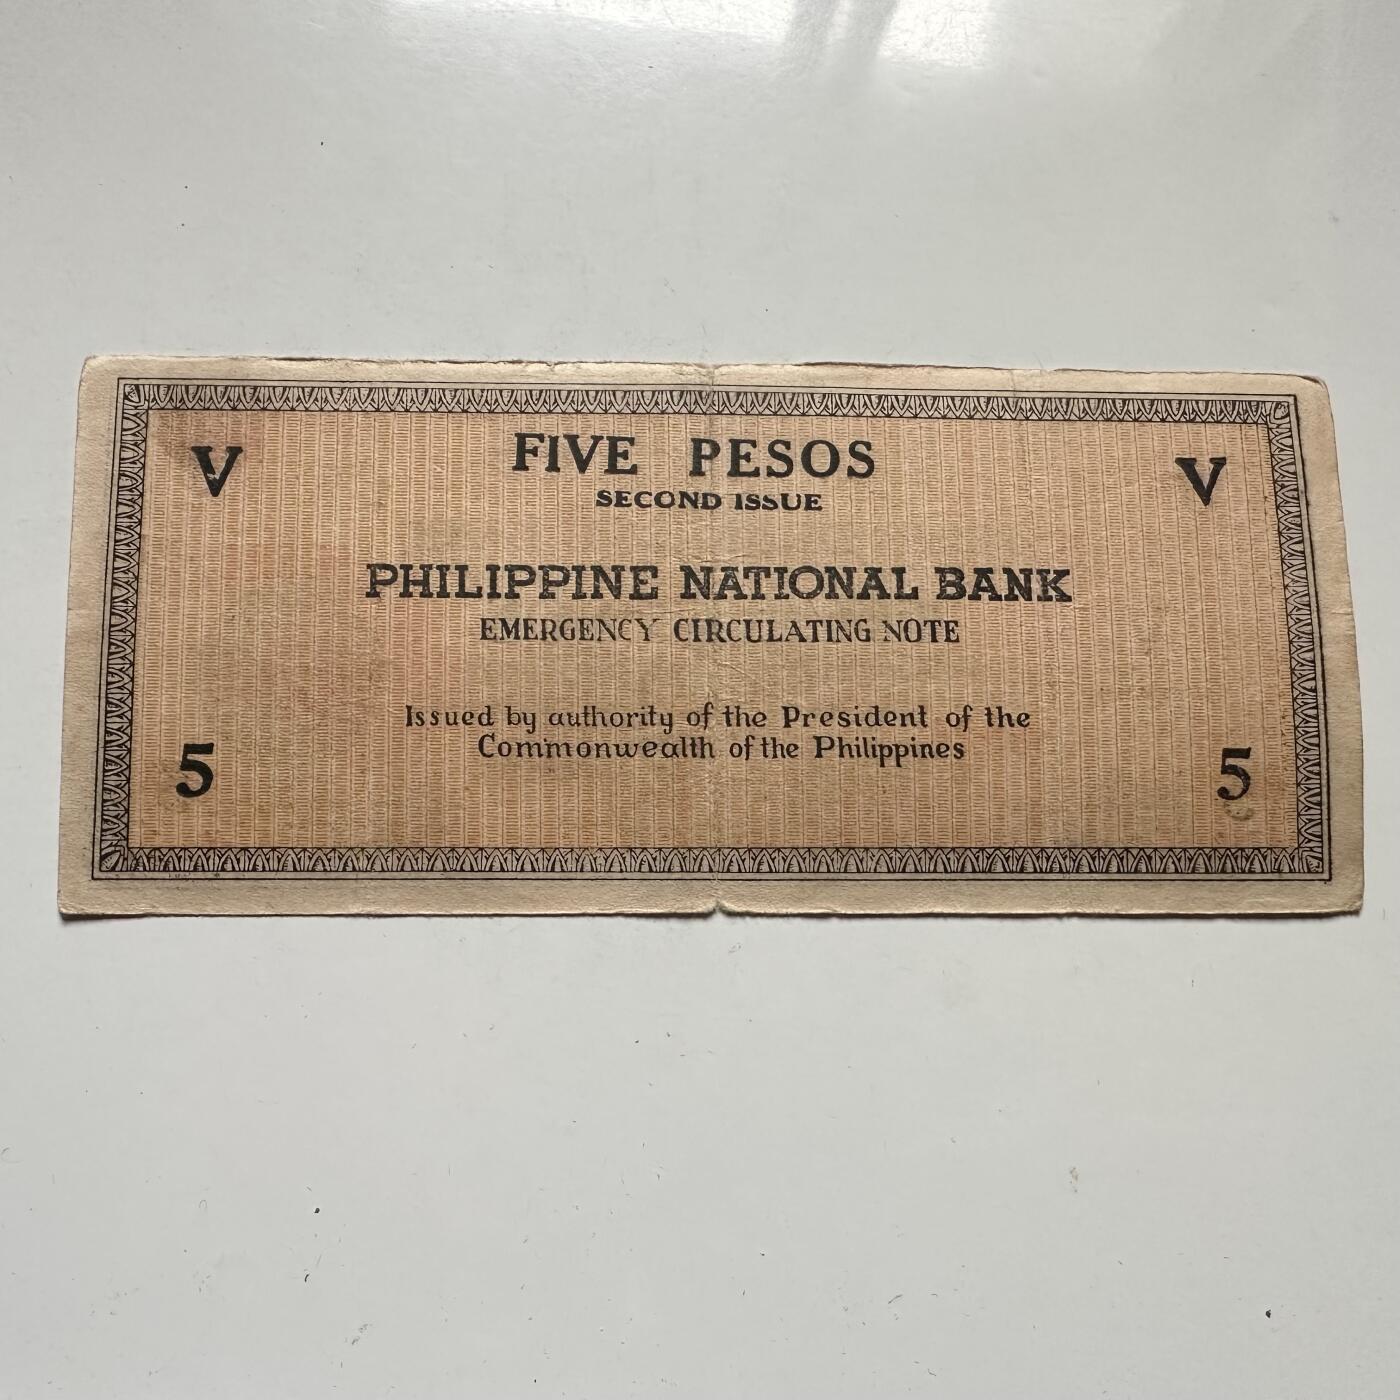 V FIVE PESOS V
SECOND ISSUE
PHILIPPINE NATIONAL BANK
EMERGENCY CIRCULATING NOTE
Issued by authority of the President of the
Commonwealth of the Philippines
5 5